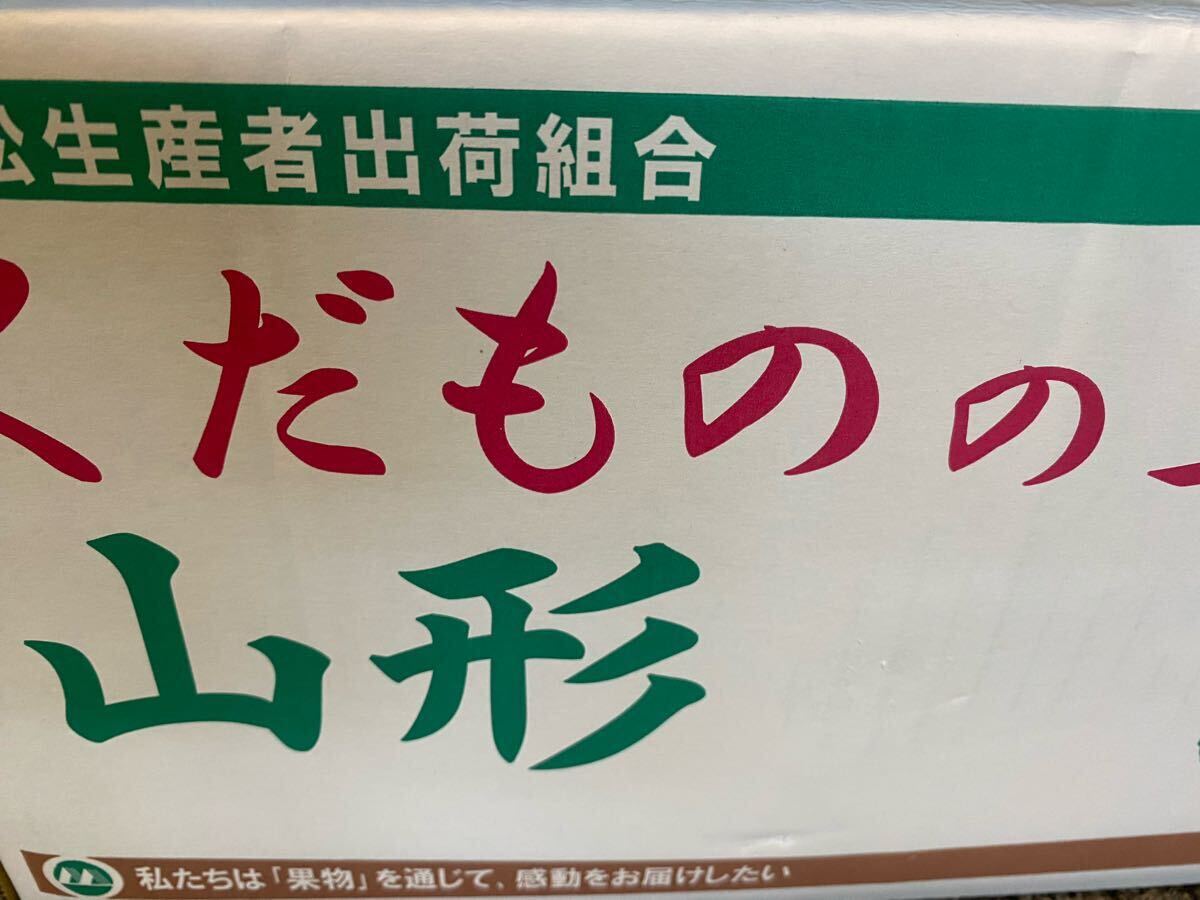 生産者出荷組合
くだものの
山形
私たちは「果物」を通じて、感動をお届けしたい